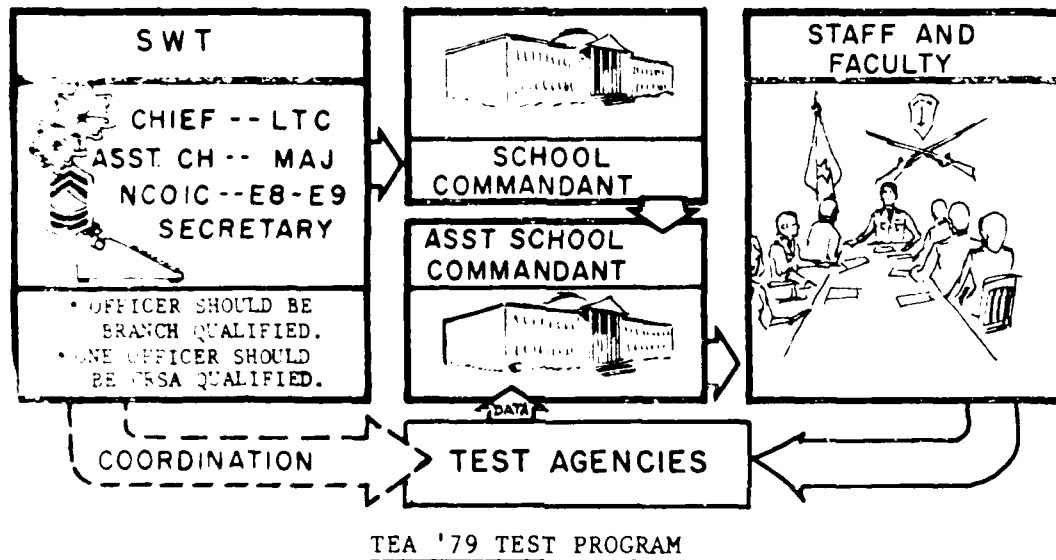 SWT
CHIEF -- LTC
ASST. CH -- MAJ
NCOIC -- E8-E9
SECRETARY
• OFFICER SHOULD BE
BRANCH QUALIFIED.
• ONE OFFICER SHOULD
BE ORSA QUALIFIED.
SCHOOL
COMMANDANT
ASST SCHOOL
COMMANDANT
STAFF AND
FACULTY
DATA
COORDINATION
TEST AGENCIES
TEA '79 TEST PROGRAM